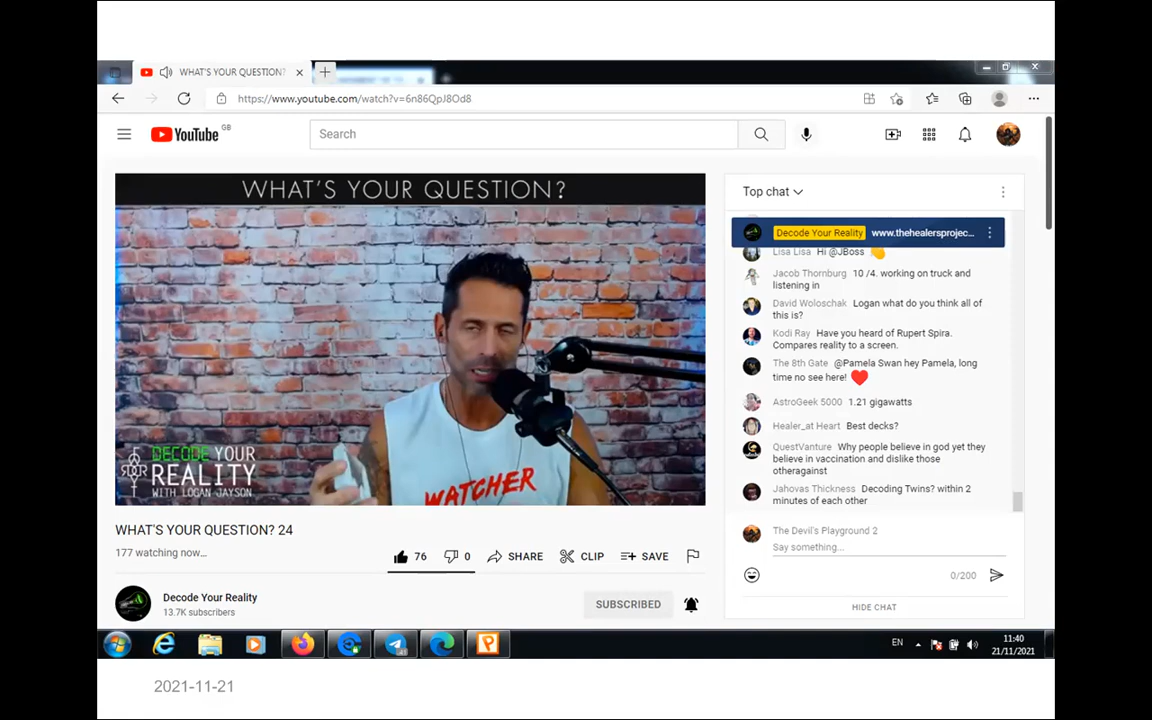 WHAT'S YOUR QUESTION?
https://www.youtube.com/watch?v=6n86QpJ8Od8
YouTube GB
Search
WHAT'S YOUR QUESTION?
WATCHER
DECODE YOUR
REALITY
WITH LOGAN JAYSON
WHAT'S YOUR QUESTION? 24
177 watching now...
76
0
SHARE
CLIP
SAVE
Decode Your Reality
13.7K subscribers
SUBSCRIBED
Top chat
Decode Your Reality www.thehealersprojec...
Lisa Lisa Hi @JBoss
Jacob Thornburg 10 /4. working on truck and
listening in
David Woloschak Logan what do you think all of
this is?
Kodi Ray Have you heard of Rupert Spira.
Compares reality to a screen.
The 8th Gate @Pamela Swan hey Pamela, long
time no see here!
AstroGeek 5000 1.21 gigawatts
Healer_at Heart Best decks?
QuestVanture Why people believe in god yet they
believe in vaccination and dislike those
otheragainst
Jahovas Thickness Decoding Twins? within 2
minutes of each other
The Devil's Playground 2
Say something...
0/200
HIDE CHAT
EN
11:40
21/11/2021
2021-11-21